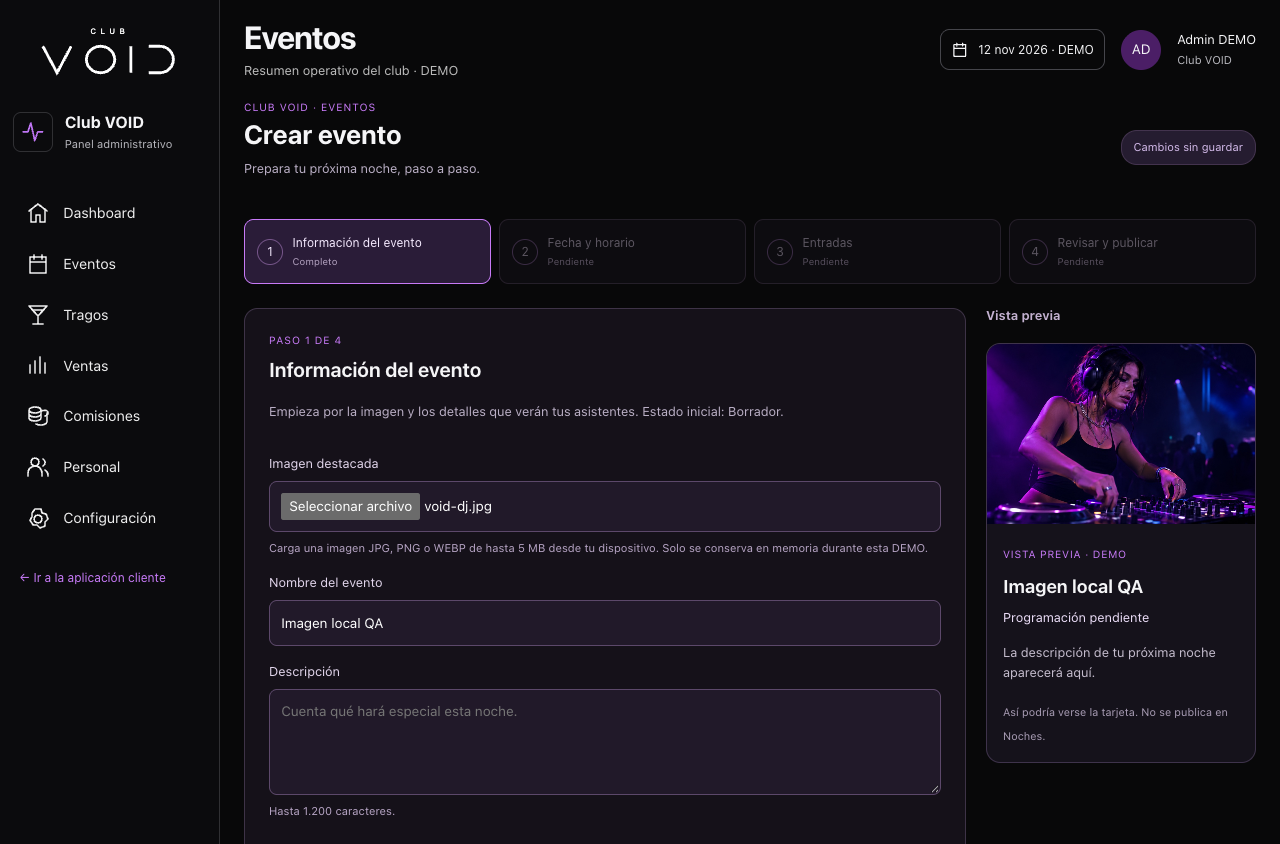 CLUB
VOID
Club VOID
Panel administrativo
Dashboard
Eventos
Tragos
Ventas
Comisiones
Personal
Configuración
← Ir a la aplicación cliente
Eventos
Resumen operativo del club · DEMO
12 nov 2026 · DEMO
AD
Admin DEMO
Club VOID
CLUB VOID · EVENTOS
Crear evento
Prepara tu próxima noche, paso a paso.
Cambios sin guardar
1
Información del evento
Completo
2
Fecha y horario
Pendiente
3
Entradas
Pendiente
4
Revisar y publicar
Pendiente
PASO 1 DE 4
Información del evento
Empieza por la imagen y los detalles que verán tus asistentes. Estado inicial: Borrador.
Imagen destacada
Seleccionar archivo void-dj.jpg
Carga una imagen JPG, PNG o WEBP de hasta 5 MB desde tu dispositivo. Solo se conserva en memoria durante esta DEMO.
Nombre del evento
Imagen local QA
Descripción
Cuenta qué hará especial esta noche.
Hasta 1.200 caracteres.
Vista previa
VISTA PREVIA · DEMO
Imagen local QA
Programación pendiente
La descripción de tu próxima noche
aparecerá aquí.
Así podría verse la tarjeta. No se publica en
Noches.